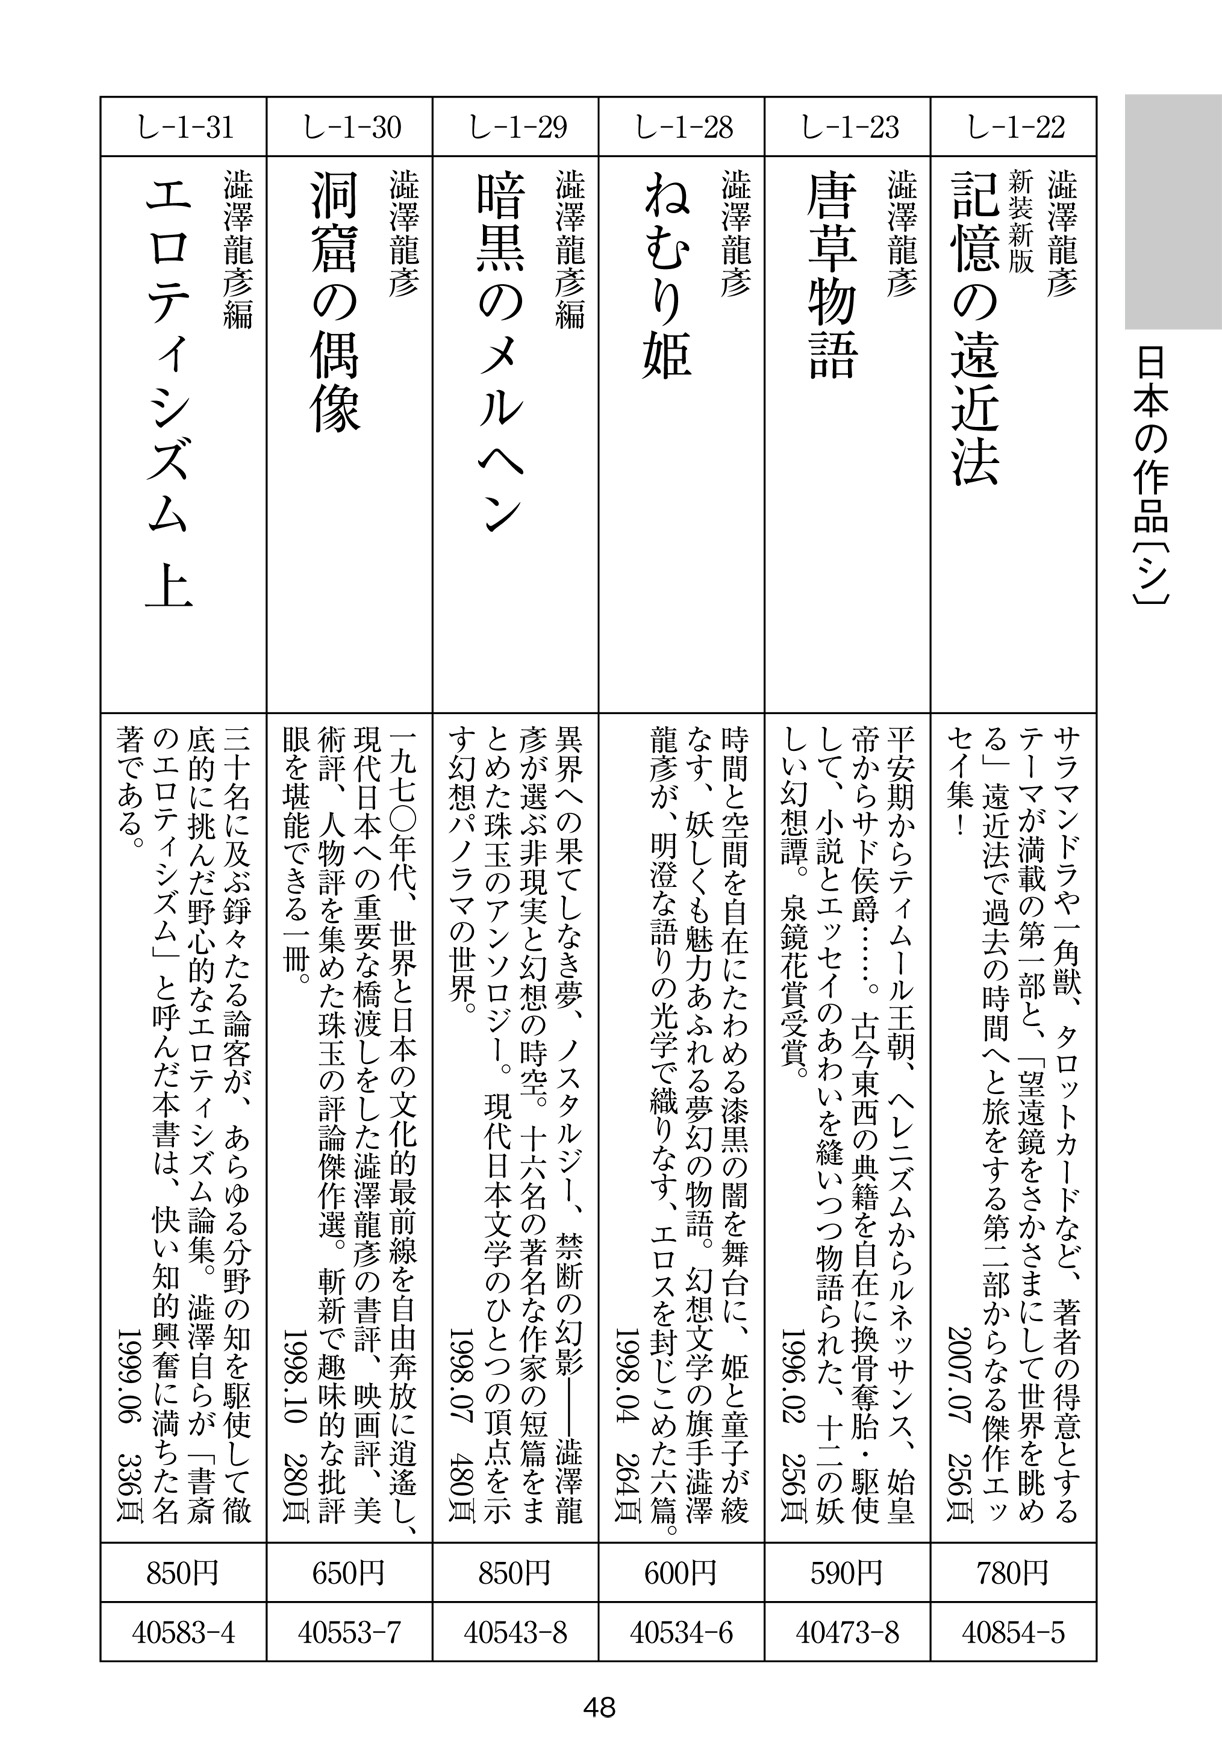 日本の作品〔シ〕
し-1-22
澁澤龍彦
新装新版
記憶の遠近法
サラマンドラや一角獣、タロットカードなど、著者の得意とする
テーマが満載の第一部と、「望遠鏡をさかさまにして世界を眺め
る」遠近法で過去の時間へと旅をする第二部からなる傑作エッ
セイ集！
2007.07 256頁
780円
40854-5
し-1-23
澁澤龍彦
唐草物語
平安期からティムール王朝、ヘレニズムからルネッサンス、始皇
帝からサド侯爵……。古今東西の典籍を自在に換骨奪胎・駆使
して、小説とエッセイのあわいを縫いつつ物語られた、十二の妖
しい幻想譚。泉鏡花賞受賞。
1996.02 256頁
590円
40473-8
し-1-28
澁澤龍彦
ねむり姫
時間と空間を自在にたわめる漆黒の闇を舞台に、姫と童子が綾
なす、妖しくも魅力あふれる夢幻の物語。幻想文学の旗手澁澤
龍彦が、明澄な語りの光学で織りなす、エロスを封じこめた六篇。
1998.04 264頁
600円
40534-6
し-1-29
澁澤龍彦編
暗黒のメルヘン
異界への果てしなき夢、ノスタルジー、禁断の幻影――澁澤龍
彦が選ぶ非現実と幻想の時空。十六名の著名な作家の短篇をま
とめた珠玉のアンソロジー。現代日本文学のひとつの頂点を示
す幻想パノラマの世界。
1998.07 480頁
850円
40543-8
し-1-30
澁澤龍彦
洞窟の偶像
一九七〇年代、世界と日本の文化的最前線を自由奔放に逍遙し、
現代日本への重要な橋渡しをした澁澤龍彦の書評、映画評、美
術評、人物評を集めた珠玉の評論傑作選。斬新で趣味的な批評
眼を堪能できる一冊。
1998.10 280頁
650円
40553-7
し-1-31
澁澤龍彦編
エロティシズム 上
三十名に及ぶ錚々たる論客が、あらゆる分野の知を駆使して徹
底的に挑んだ野心的なエロティシズム論集。澁澤自らが「書斎
のエロティシズム」と呼んだ本書は、快い知的興奮に満ちた名
著である。
1999.06 336頁
850円
40583-4
48